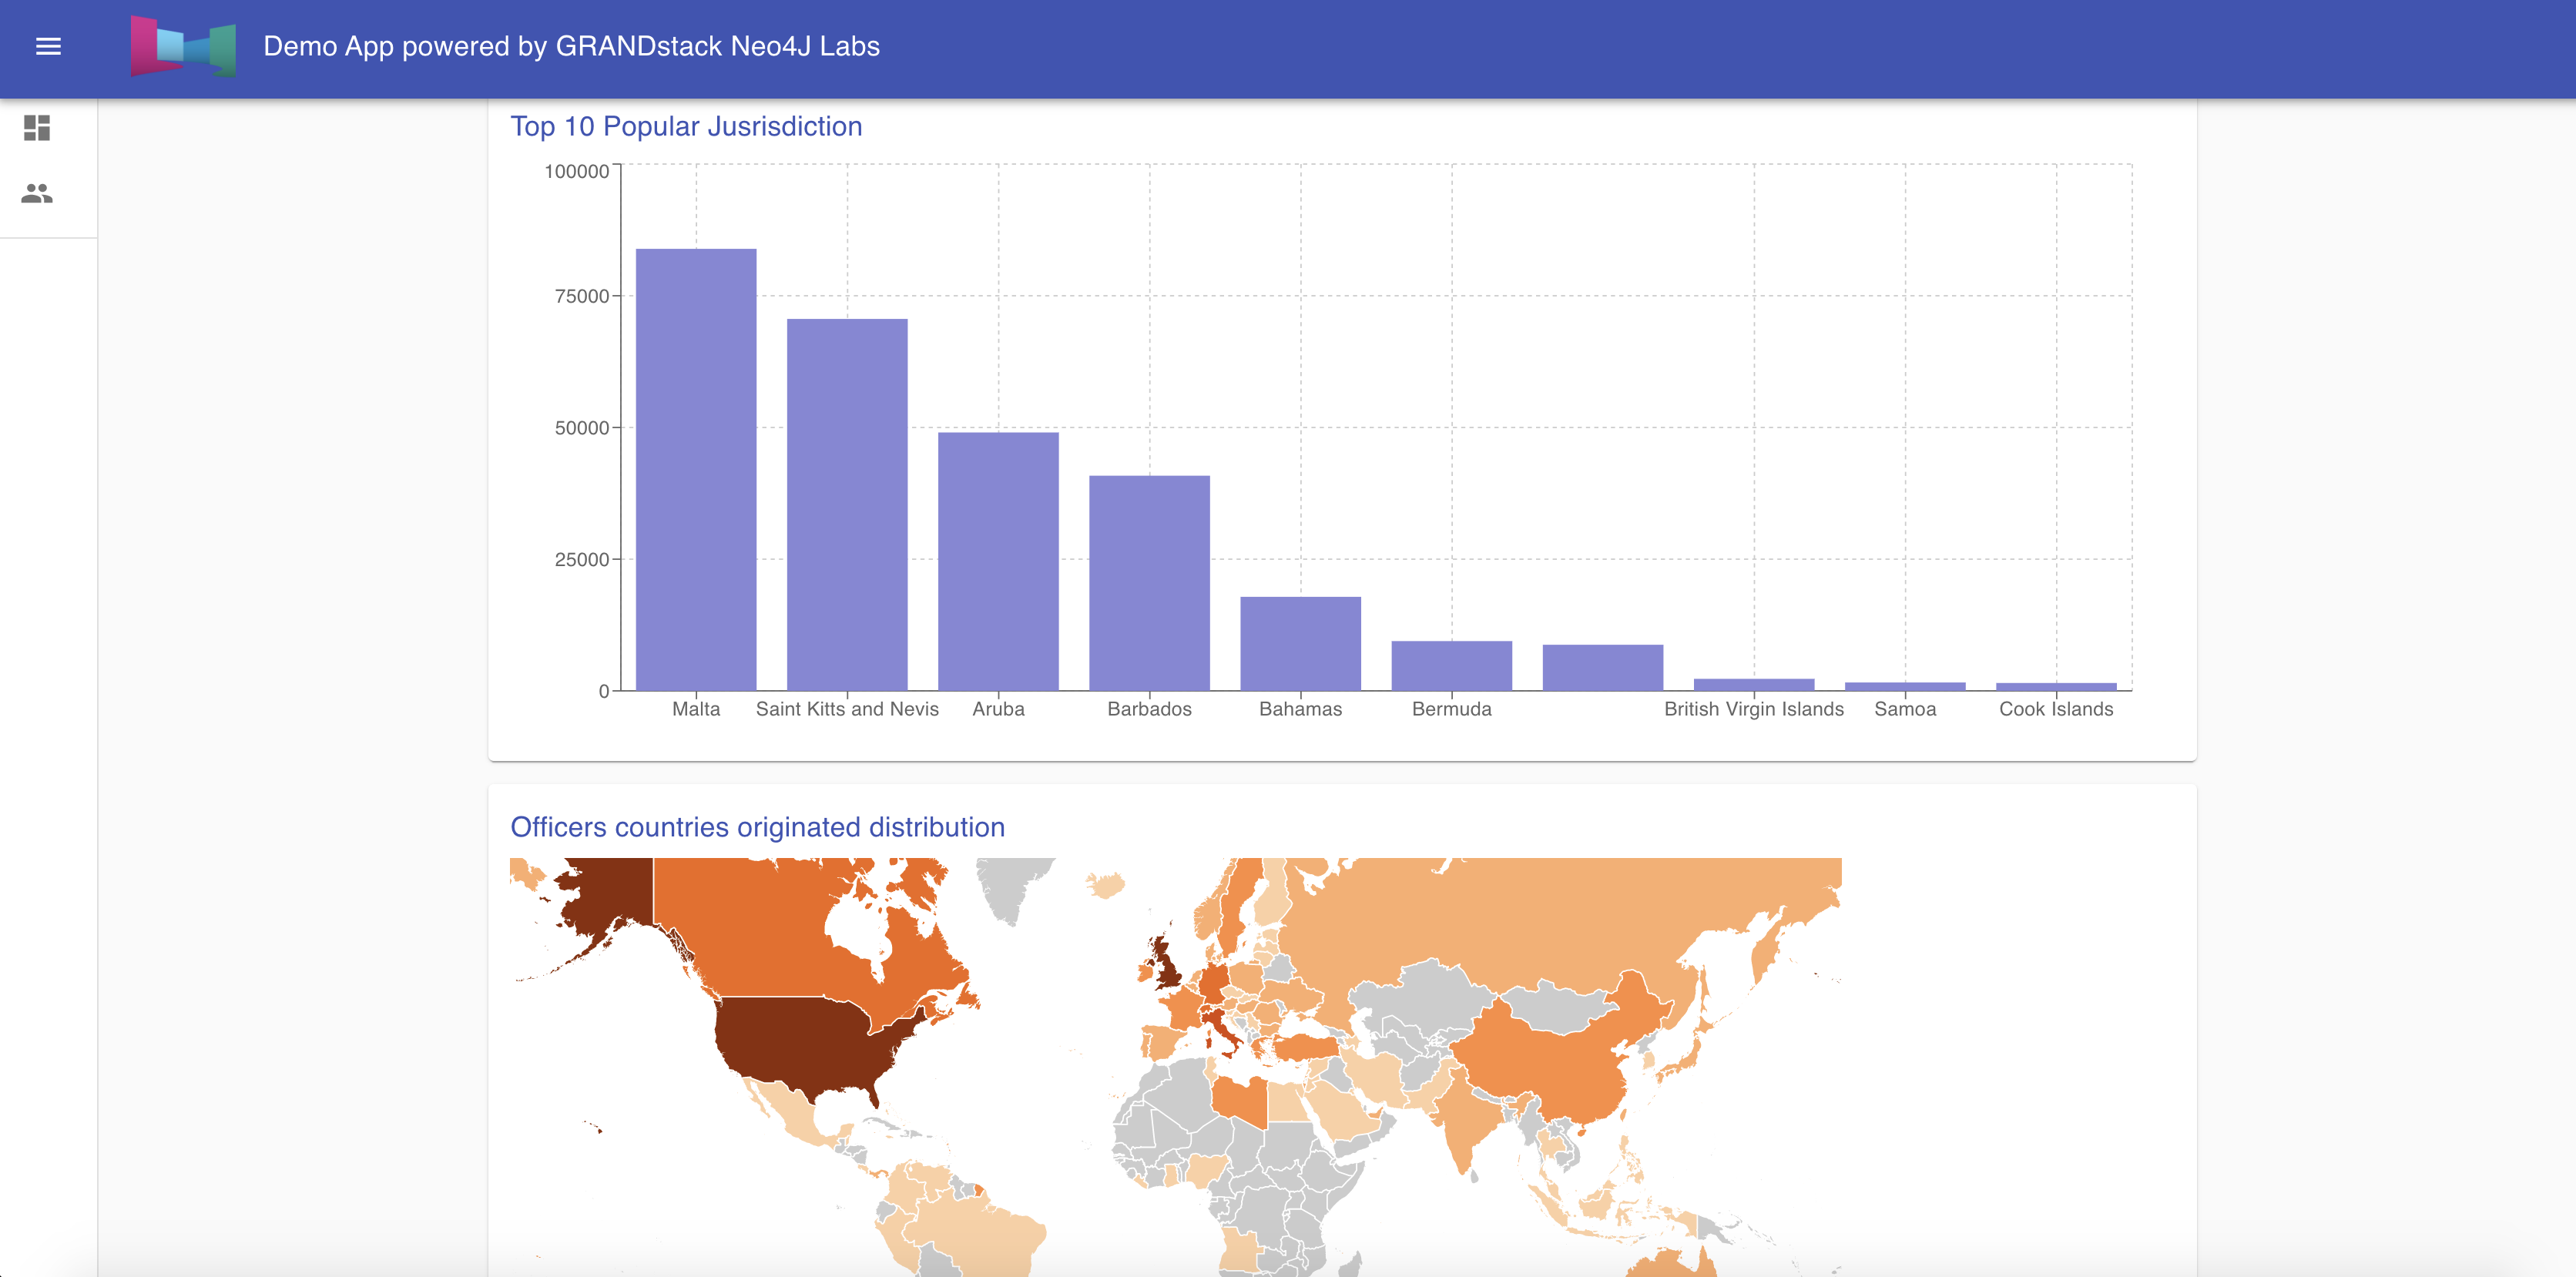 Demo App powered by GRANDstack Neo4J Labs
Top 10 Popular Jusrisdiction
100000
75000
50000
25000
0
Malta Saint Kitts and Nevis Aruba Barbados Bahamas Bermuda British Virgin Islands Samoa Cook Islands
Officers countries originated distribution